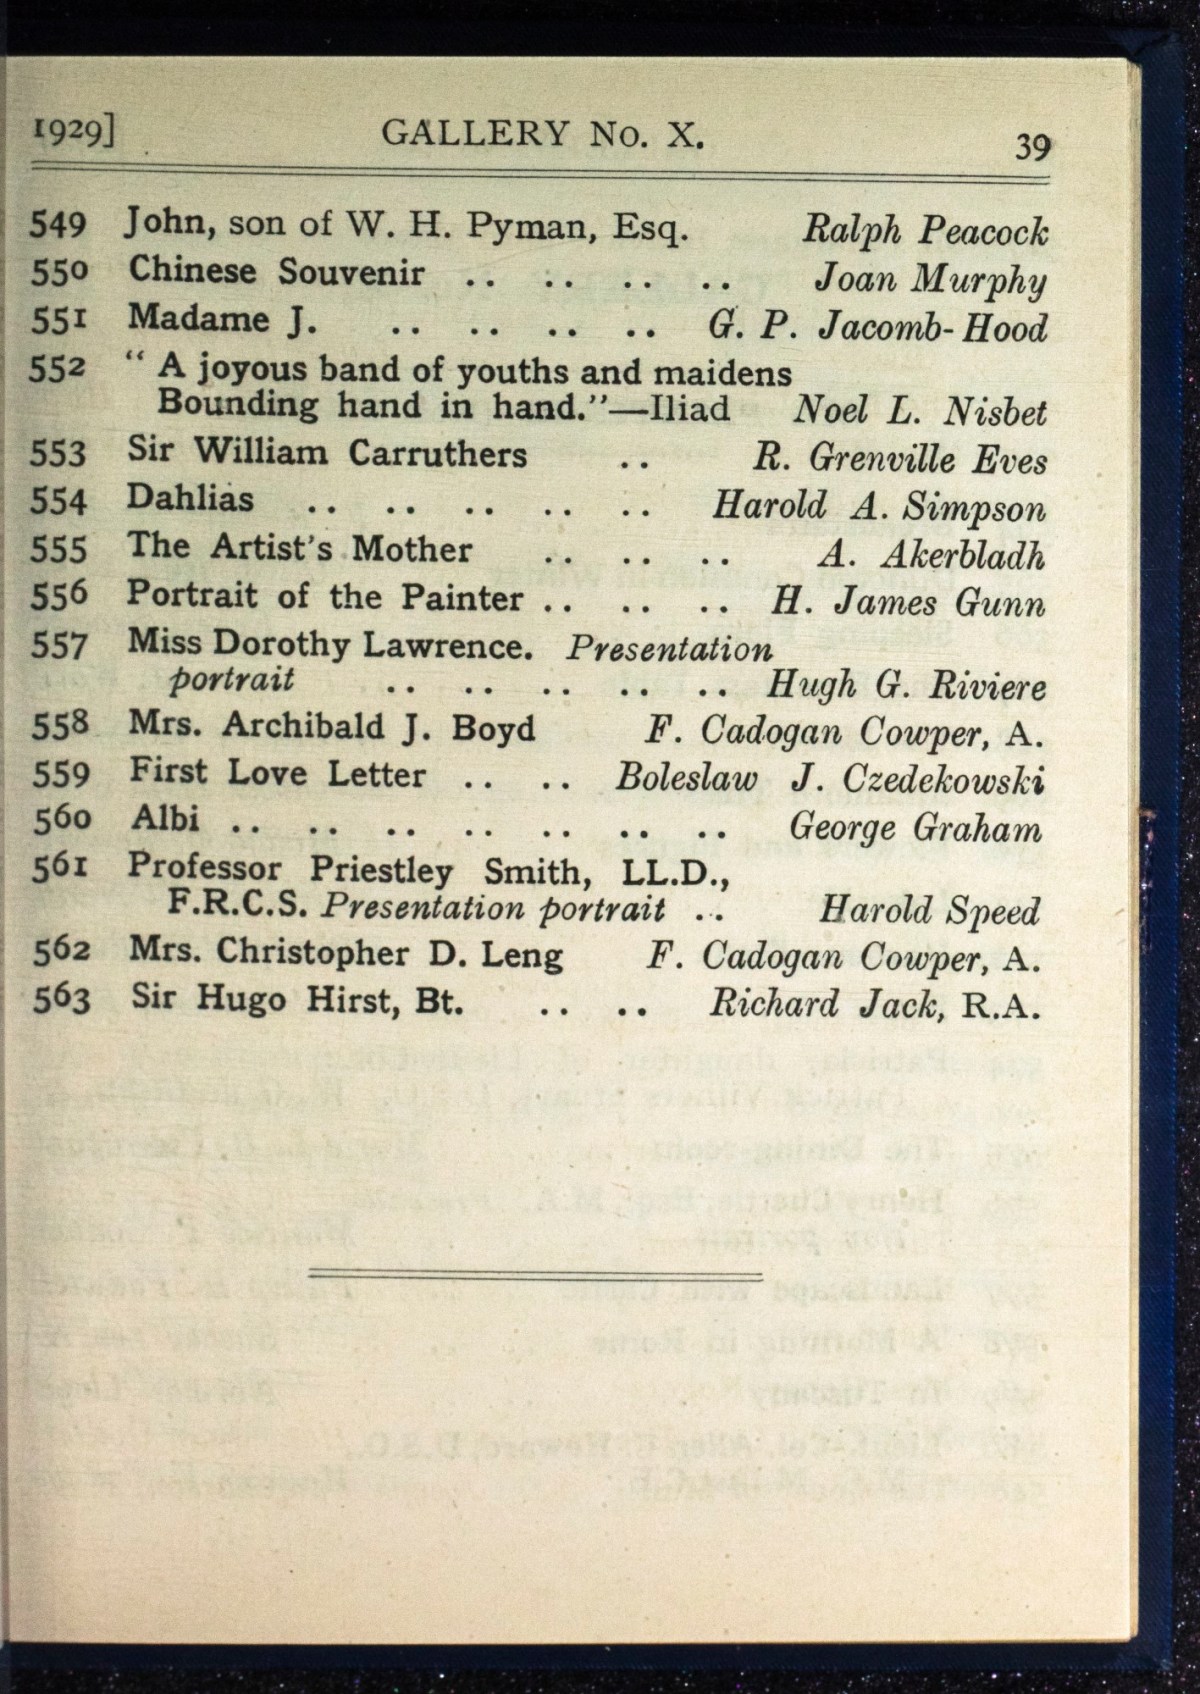 1929] GALLERY No. X. 39
549 John, son of W. H. Pyman, Esq. Ralph Peacock
550 Chinese Souvenir .. .. .. .. Joan Murphy
551 Madame J. .. .. .. .. G. P. Jacomb-Hood
552 “ A joyous band of youths and maidens
Bounding hand in hand.”—Iliad Noel L. Nisbet
553 Sir William Carruthers .. R. Grenville Eves
554 Dahlias .. .. .. .. .. Harold A. Simpson
555 The Artist's Mother .. .. .. A. Akerbladh
556 Portrait of the Painter .. .. .. H. James Gunn
557 Miss Dorothy Lawrence. Presentation
portrait .. .. .. .. .. Hugh G. Riviere
558 Mrs. Archibald J. Boyd F. Cadogan Cowper, A.
559 First Love Letter .. .. Boleslaw J. Czedekowski
560 Albi .. .. .. .. .. .. .. George Graham
561 Professor Priestley Smith, LL.D.,
F.R.C.S. Presentation portrait .. Harold Speed
562 Mrs. Christopher D. Leng F. Cadogan Cowper, A.
563 Sir Hugo Hirst, Bt. .. .. Richard Jack, R.A.